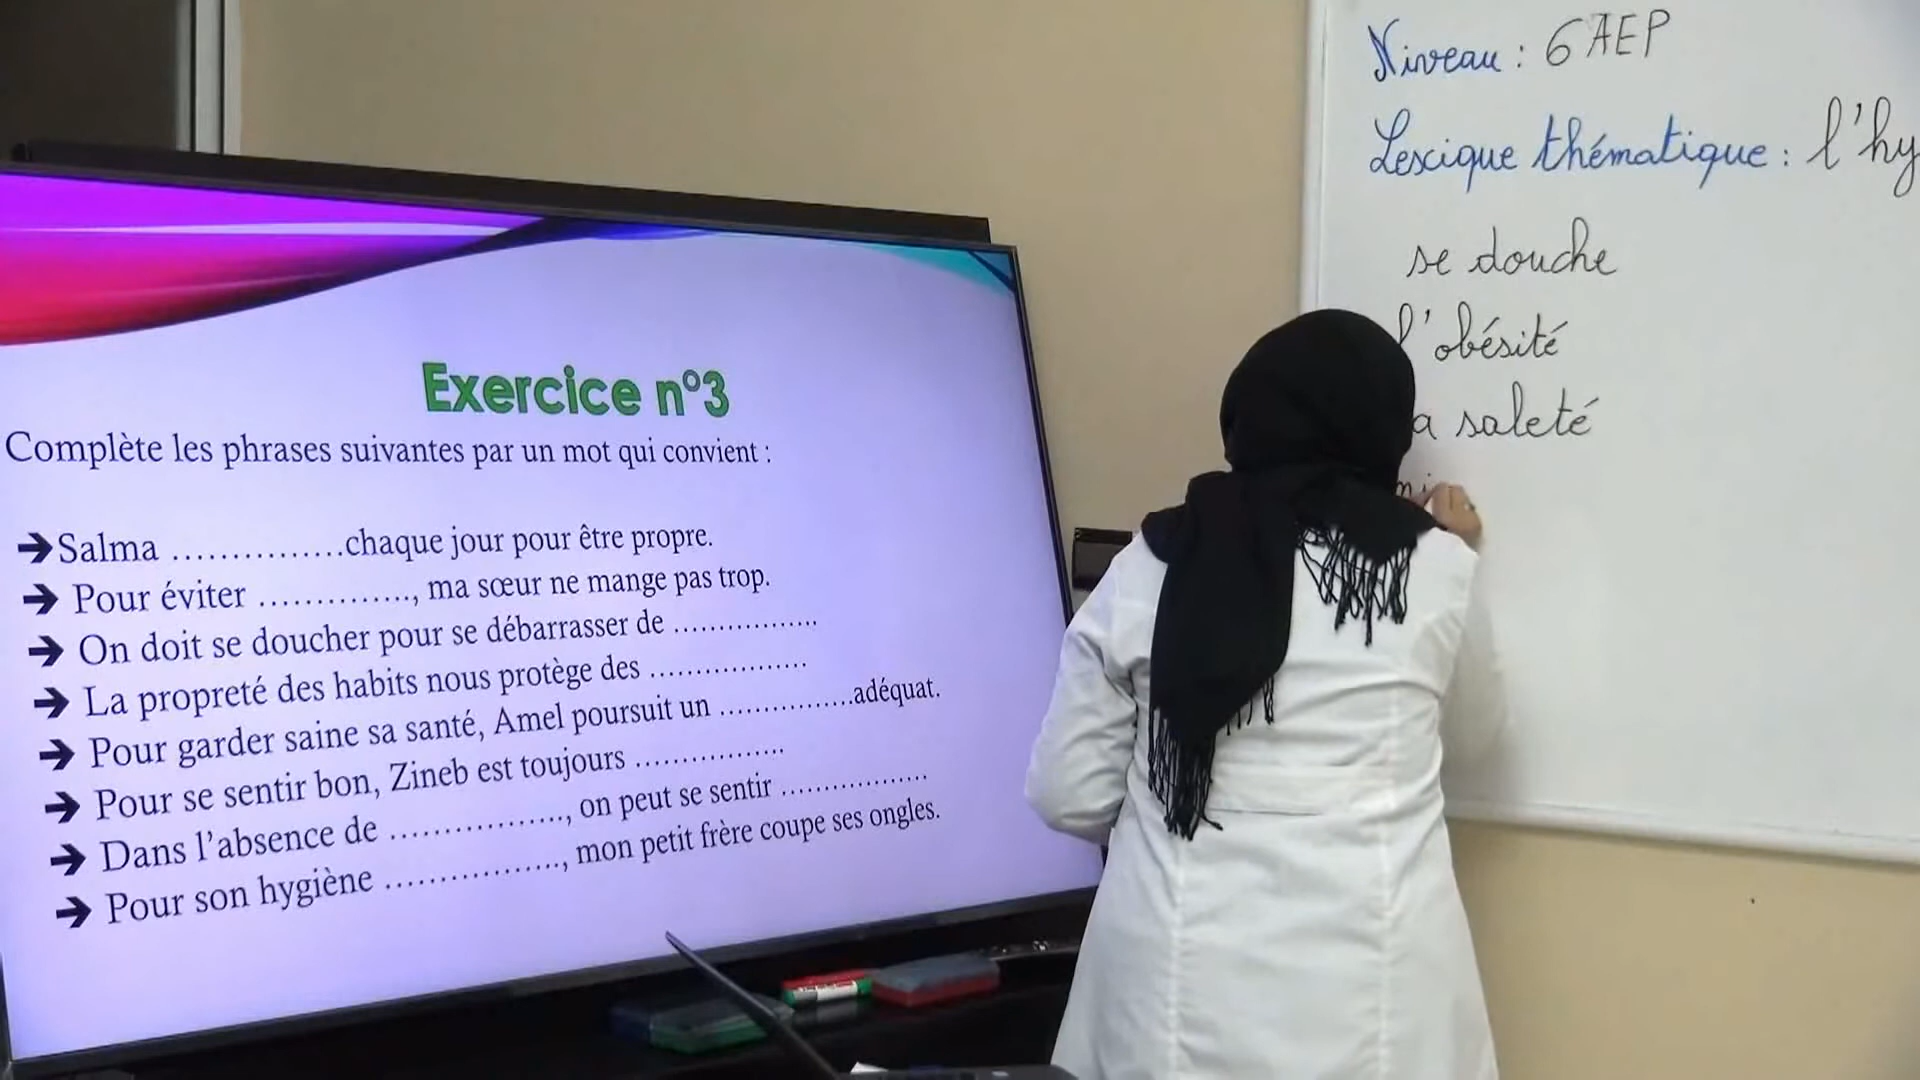 Exercice n°3
Complète les phrases suivantes par un mot qui convient :
➔ Salma ...............chaque jour pour être propre.
➔ Pour éviter .............., ma sœur ne mange pas trop.
➔ On doit se doucher pour se débarrasser de .................
➔ La propreté des habits nous protège des ..................
➔ Pour garder saine sa santé, Amel poursuit un ................adéquat.
➔ Pour se sentir bon, Zineb est toujours .................
➔ Dans l'absence de .................., on peut se sentir .................
➔ Pour son hygiène .................., mon petit frère coupe ses ongles.
Niveau : 6 AEP
Lexique thématique : l'hy
se douche
l'obésité
a saleté